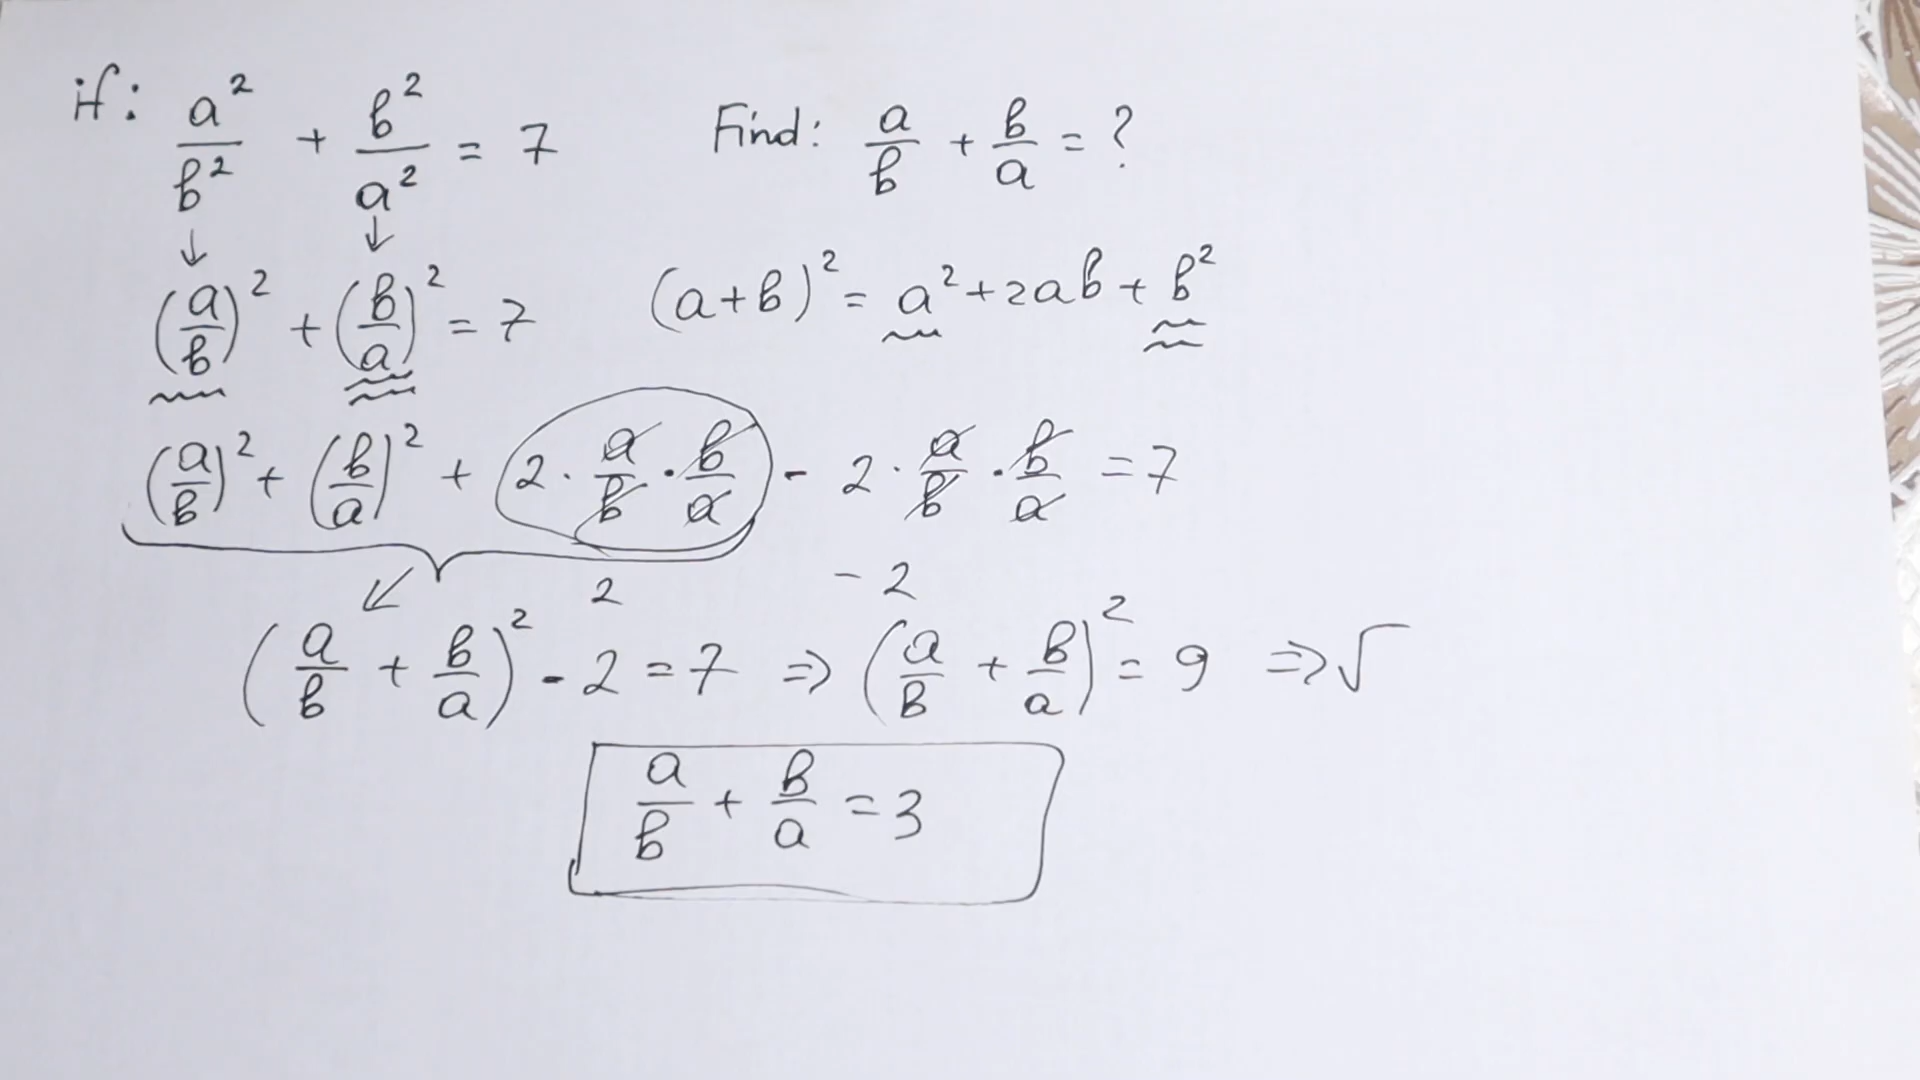 if: a²/b² + b²/a² = 7 Find: a/b + b/a = ?
↓ ↓
(a/b)² + (b/a)² = 7 (a+b)² = a² + 2ab + b²
(a/b)² + (b/a)² + 2 · a/b · b/a - 2 · a/b · b/a = 7
2 - 2
(a/b + b/a)² - 2 = 7 ⇒ (a/b + b/a)² = 9 ⇒ √
a/b + b/a = 3